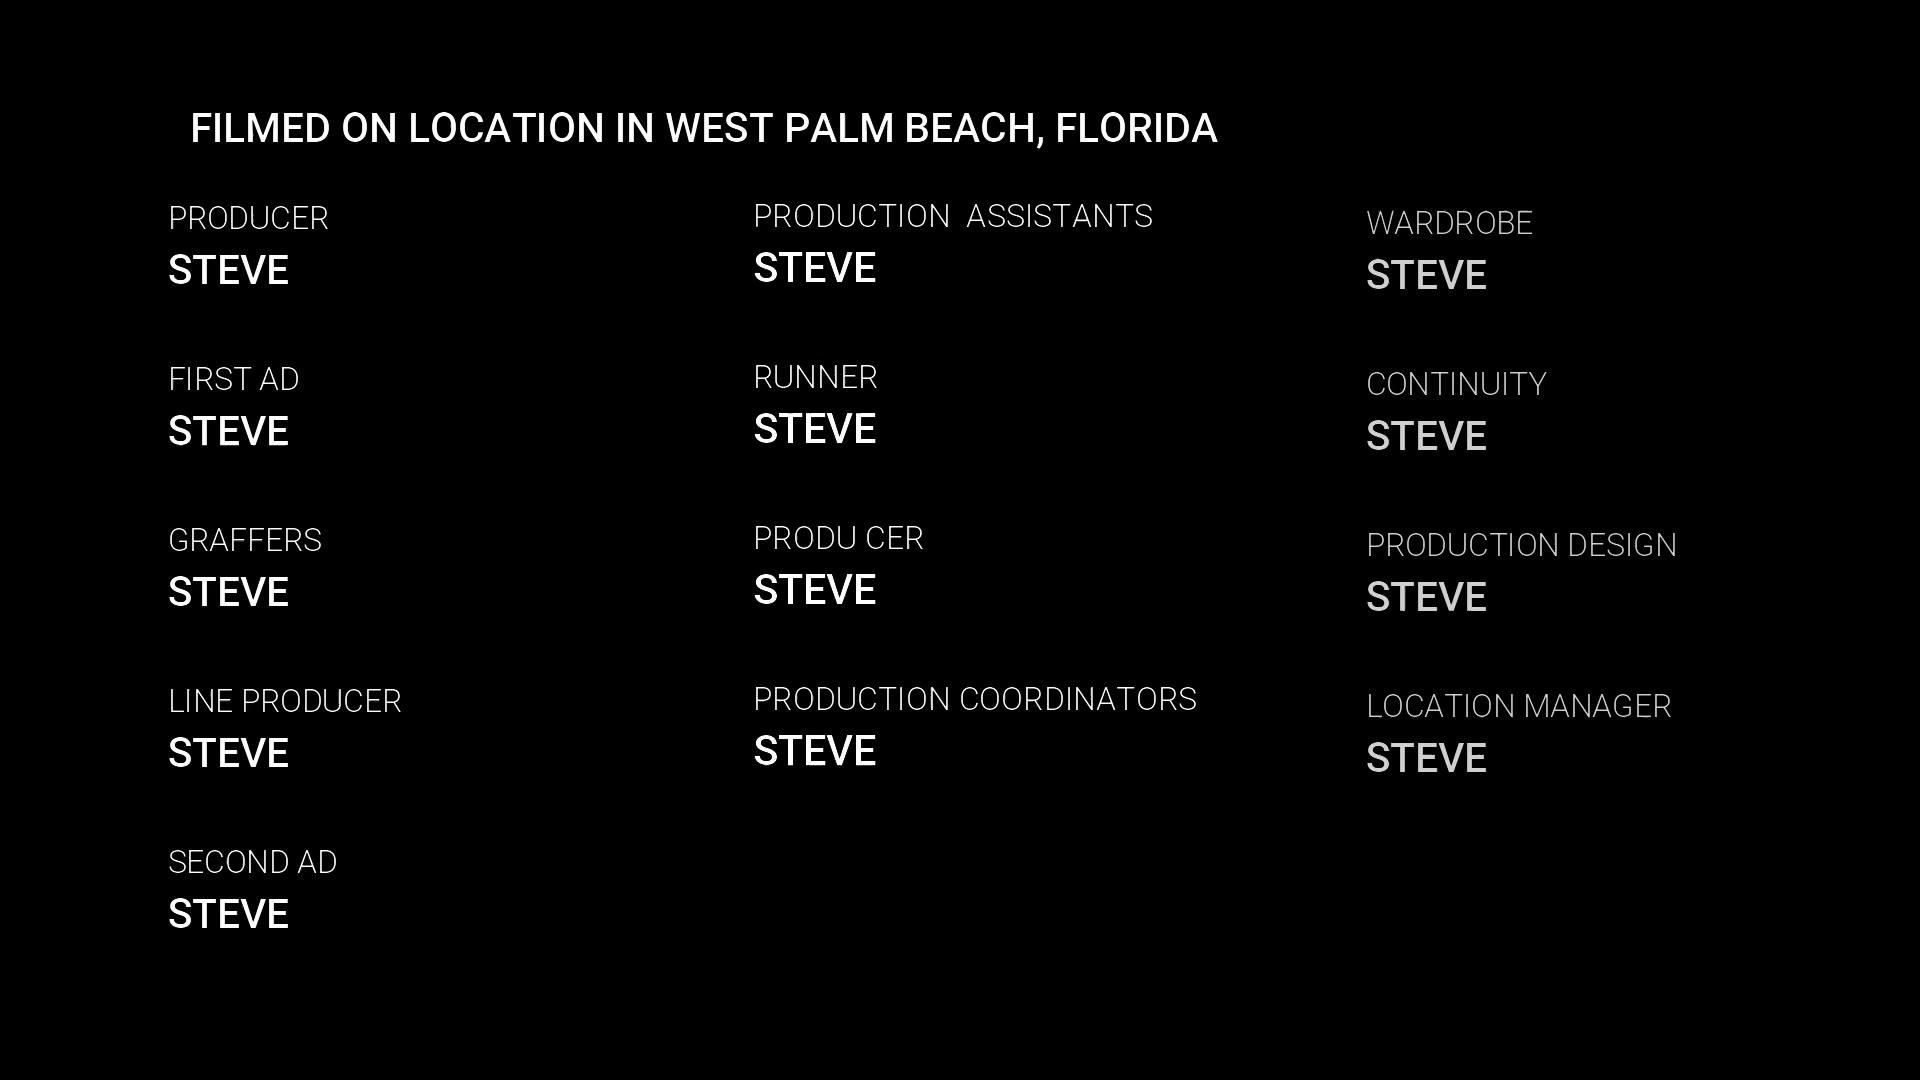 FILMED ON LOCATION IN WEST PALM BEACH, FLORIDA
PRODUCER
STEVE
FIRST AD
STEVE
GRAFFERS
STEVE
LINE PRODUCER
STEVE
SECOND AD
STEVE
PRODUCTION  ASSISTANTS
STEVE
RUNNER
STEVE
PRODU CER
STEVE
PRODUCTION COORDINATORS
STEVE
WARDROBE
STEVE
CONTINUITY
STEVE
PRODUCTION DESIGN
STEVE
LOCATION MANAGER
STEVE